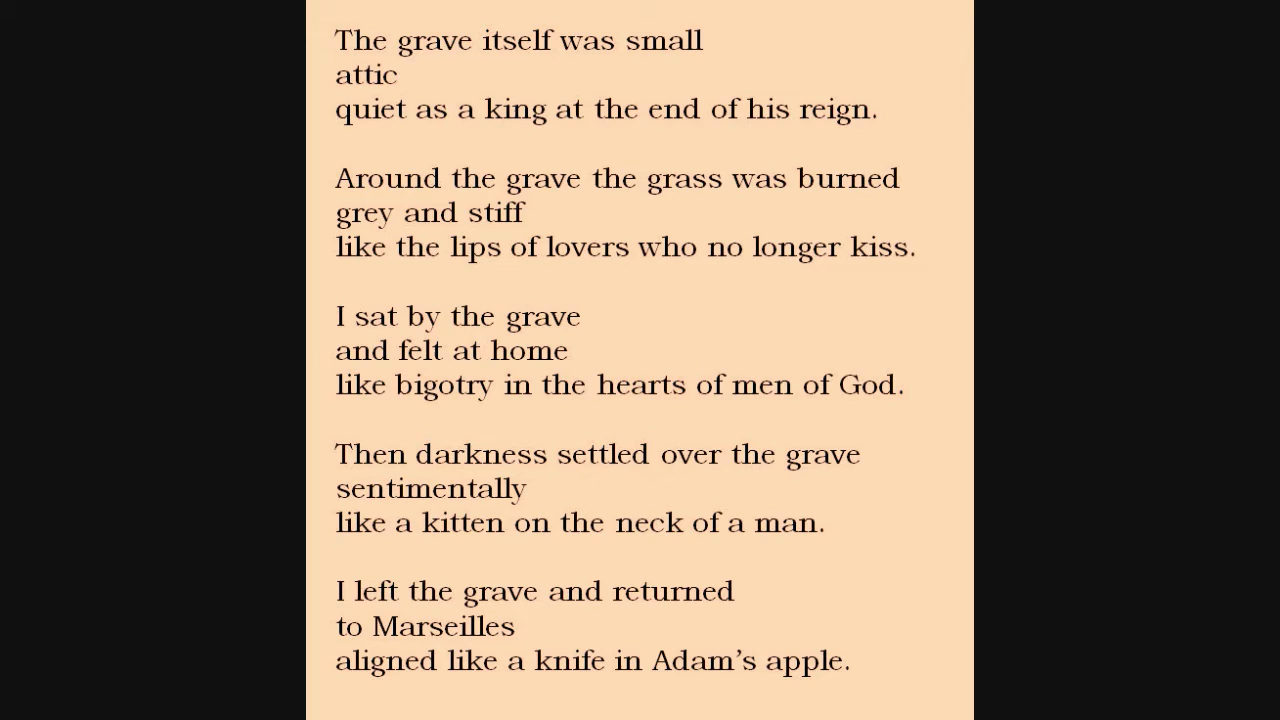 The grave itself was small
attic
quiet as a king at the end of his reign.
Around the grave the grass was burned
grey and stiff
like the lips of lovers who no longer kiss.
I sat by the grave
and felt at home
like bigotry in the hearts of men of God.
Then darkness settled over the grave
sentimentally
like a kitten on the neck of a man.
I left the grave and returned
to Marseilles
aligned like a knife in Adam’s apple.